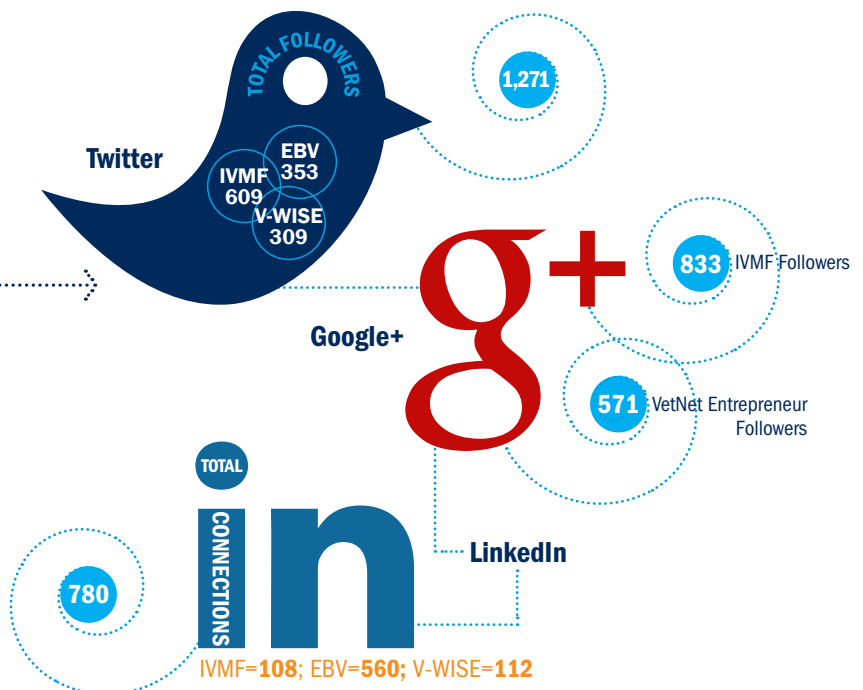 TOTAL FOLLOWERS
1,271
Twitter
EBV
353
IVMF
609
V-WISE
309
g+
833 IVMF Followers
Google+
571 VetNet Entrepreneur
Followers
TOTAL
CONNECTIONS
in
LinkedIn
780
IVMF=108; EBV=560; V-WISE=112